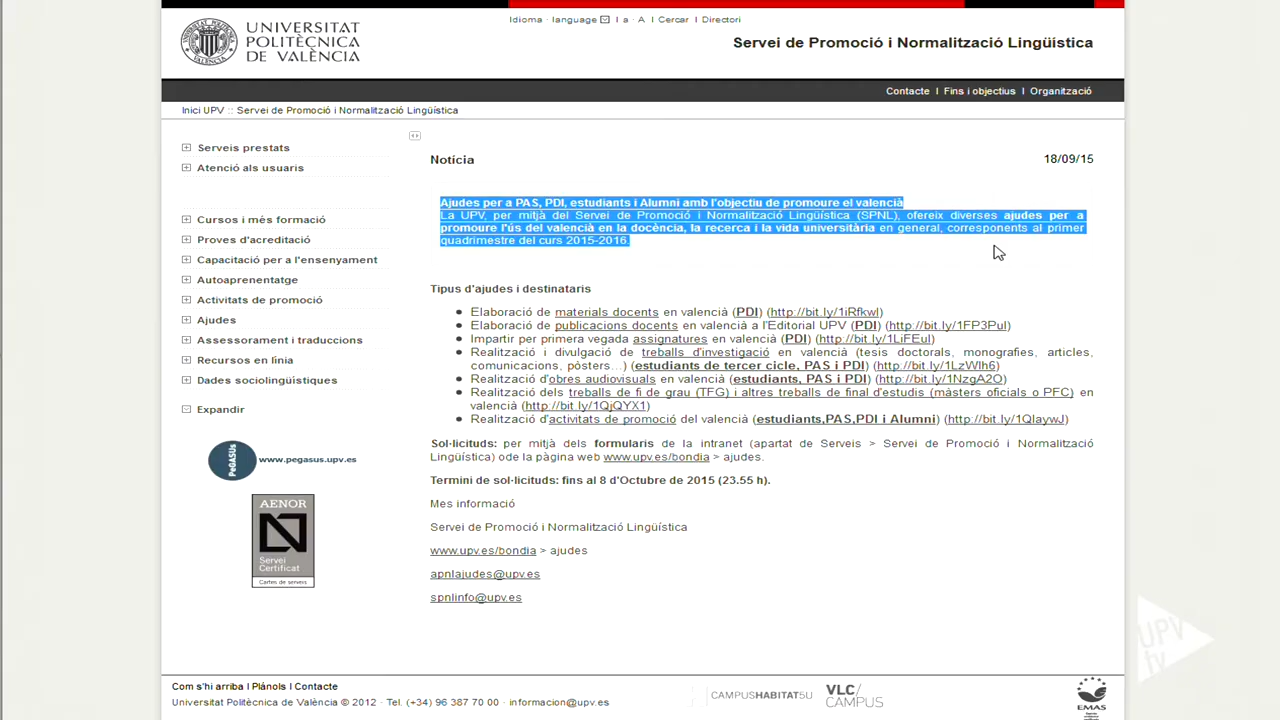 Idioma · language | a · A | Cercar | Directori
UNIVERSITAT
POLITÈCNICA
DE VALÈNCIA
Servei de Promoció i Normalització Lingüística
Contacte | Fins i objectius | Organització
Inici UPV :: Servei de Promoció i Normalització Lingüística
Serveis prestats
Atenció als usuaris
Cursos i més formació
Proves d'acreditació
Capacitació per a l'ensenyament
Autoaprenentatge
Activitats de promoció
Ajudes
Assessorament i traduccions
Recursos en línia
Dades sociolingüístiques
Expandir
PeGASUs
www.pegasus.upv.es
AENOR
Servei
Certificat
Cartes de serveis
Notícia
18/09/15
Ajudes per a PAS, PDI, estudiants i Alumni amb l'objectiu de promoure el valencià
La UPV, per mitjà del Servei de Promoció i Normalització Lingüística (SPNL), ofereix diverses ajudes per a
promoure l'ús del valencià en la docència, la recerca i la vida universitària en general, corresponents al primer
quadrimestre del curs 2015-2016.
Tipus d'ajudes i destinataris
Elaboració de materials docents en valencià (PDI) (http://bit.ly/1iRfkwl)
Elaboració de publicacions docents en valencià a l'Editorial UPV (PDI) (http://bit.ly/1FP3Pul)
Impartir per primera vegada assignatures en valencià (PDI) (http://bit.ly/1LiFEul)
Realització i divulgació de treballs d'investigació en valencià (tesis doctorals, monografies, articles,
comunicacions, pòsters...) (estudiants de tercer cicle, PAS i PDI) (http://bit.ly/1LzWlh6)
Realització d'obres audiovisuals en valencià (estudiants, PAS i PDI) (http://bit.ly/1NzgA2O)
Realització dels treballs de fi de grau (TFG) i altres treballs de final d'estudis (màsters oficials o PFC) en
valencià (http://bit.ly/1QjQYX1)
Realització d'activitats de promoció del valencià (estudiants,PAS,PDI i Alumni) (http://bit.ly/1QlaywJ)
Sol·licituds: per mitjà dels formularis de la intranet (apartat de Serveis > Servei de Promoció i Normalització
Lingüística) ode la pàgina web www.upv.es/bondia > ajudes.
Termini de sol·licituds: fins al 8 d'Octubre de 2015 (23.55 h).
Mes informació
Servei de Promoció i Normalització Lingüística
www.upv.es/bondia > ajudes
apnlajudes@upv.es
spnlinfo@upv.es
UPV
tv
Com s'hi arriba I Plánols I Contacte
Universitat Politècnica de València © 2012 · Tel. (+34) 96 387 70 00 · informacion@upv.es
CAMPUSHABITAT5U
VLC/
CAMPUS
EMAS